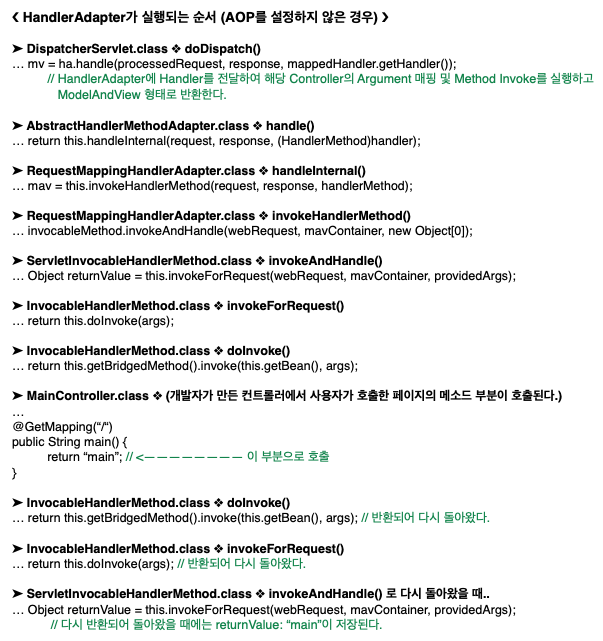 ❮ HandlerAdapter가 실행되는 순서 (AOP를 설정하지 않은 경우) ❯
➤ DispatcherServlet.class ❖ doDispatch()
… mv = ha.handle(processedRequest, response, mappedHandler.getHandler());
// HandlerAdapter에 Handler를 전달하여 해당 Controller의 Argument 매핑 및 Method Invoke를 실행하고
ModelAndView 형태로 반환한다.
➤ AbstractHandlerMethodAdapter.class ❖ handle()
… return this.handleInternal(request, response, (HandlerMethod)handler);
➤ RequestMappingHandlerAdapter.class ❖ handleInternal()
… mav = this.invokeHandlerMethod(request, response, handlerMethod);
➤ RequestMappingHandlerAdapter.class ❖ invokeHandlerMethod()
… invocableMethod.invokeAndHandle(webRequest, mavContainer, new Object[0]);
➤ ServletInvocableHandlerMethod.class ❖ invokeAndHandle()
… Object returnValue = this.invokeForRequest(webRequest, mavContainer, providedArgs);
➤ InvocableHandlerMethod.class ❖ invokeForRequest()
… return this.doInvoke(args);
➤ InvocableHandlerMethod.class ❖ doInvoke()
… return this.getBridgedMethod().invoke(this.getBean(), args);
➤ MainController.class ❖ (개발자가 만든 컨트롤러에서 사용자가 호출한 페이지의 메소드 부분이 호출된다.)
…
@GetMapping(“/“)
public String main() {
return “main”; // <－－－－－－－－ 이 부분으로 호출
}
➤ InvocableHandlerMethod.class ❖ doInvoke()
… return this.getBridgedMethod().invoke(this.getBean(), args); // 반환되어 다시 돌아왔다.
➤ InvocableHandlerMethod.class ❖ invokeForRequest()
… return this.doInvoke(args); // 반환되어 다시 돌아왔다.
➤ ServletInvocableHandlerMethod.class ❖ invokeAndHandle() 로 다시 돌아왔을 때..
… Object returnValue = this.invokeForRequest(webRequest, mavContainer, providedArgs);
// 다시 반환되어 돌아왔을 때에는 returnValue: “main”이 저장된다.